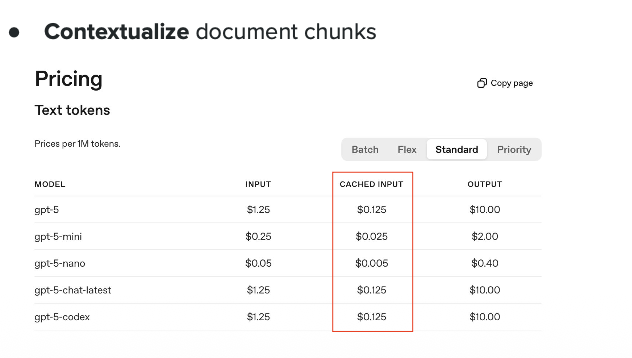 • Contextualize document chunks
Pricing
Copy page
Text tokens
Prices per 1M tokens.
Batch Flex Standard Priority
MODEL INPUT CACHED INPUT OUTPUT
gpt-5 $1.25 $0.125 $10.00
gpt-5-mini $0.25 $0.025 $2.00
gpt-5-nano $0.05 $0.005 $0.40
gpt-5-chat-latest $1.25 $0.125 $10.00
gpt-5-codex $1.25 $0.125 $10.00